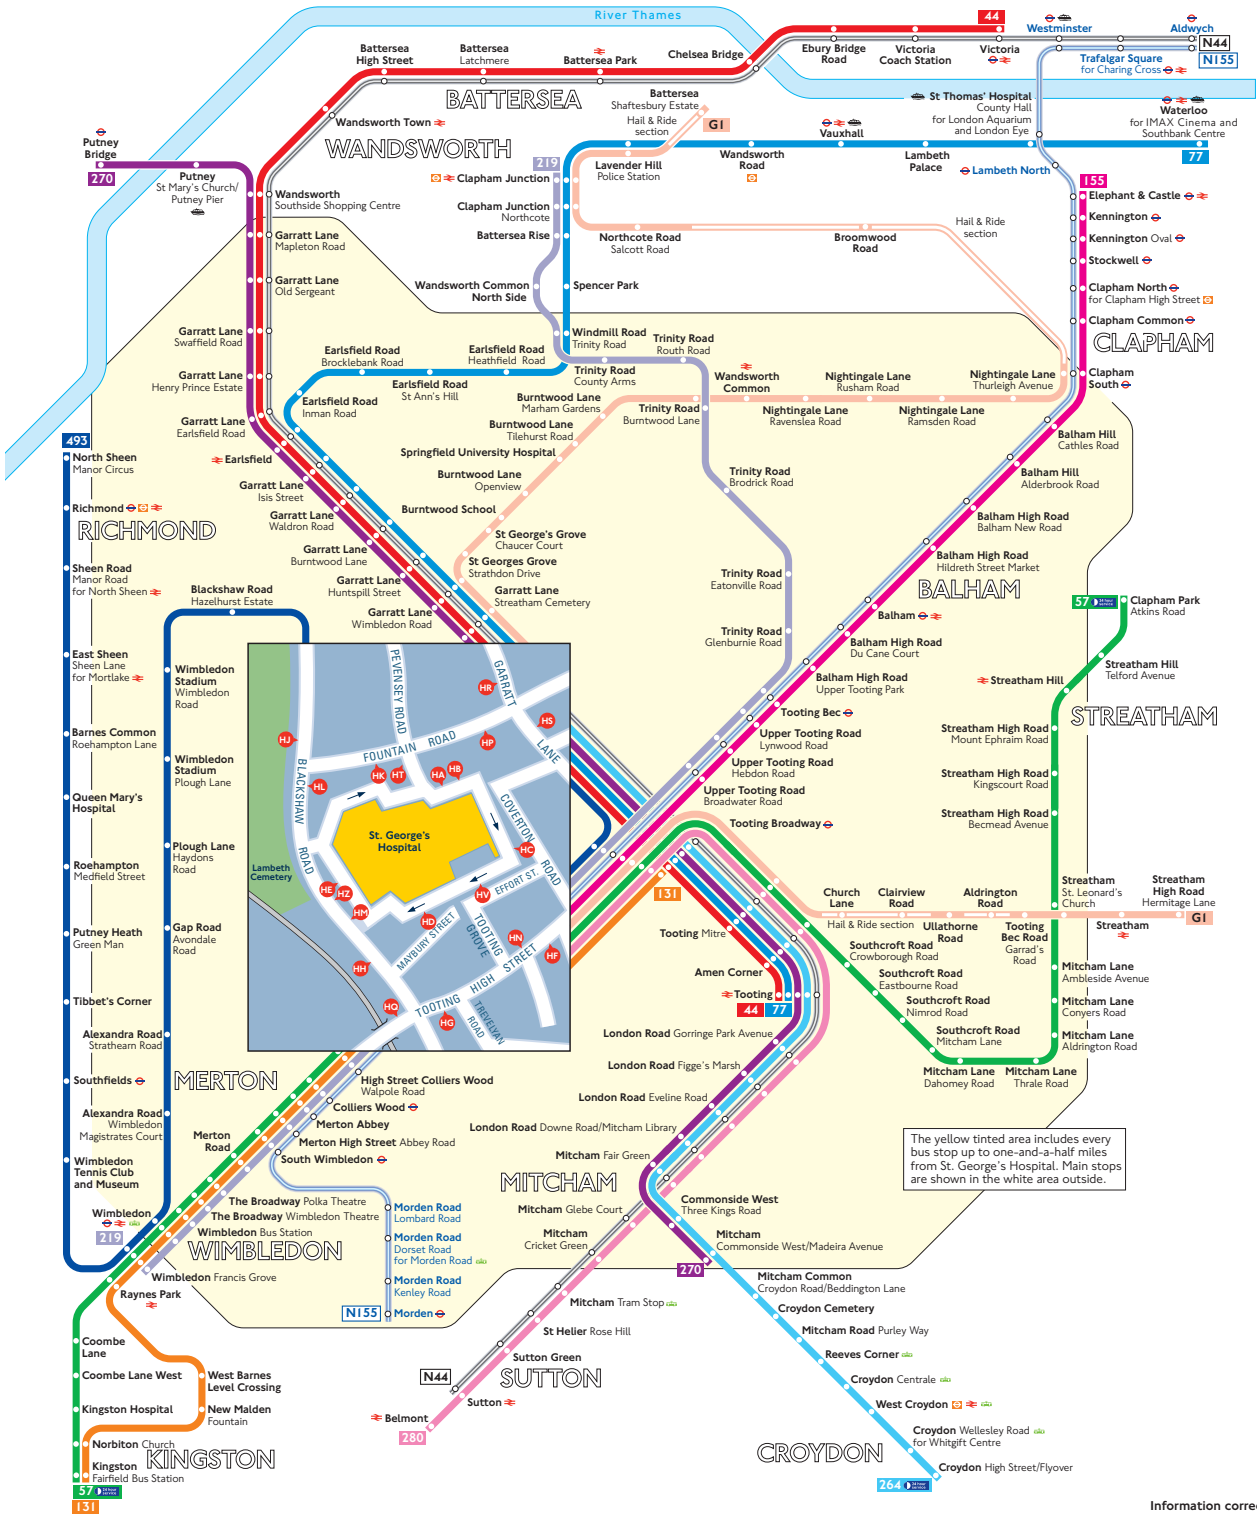 River Thames
44
Westminster
Aldwych
N44
N155
Trafalgar Square
for Charing Cross
Battersea
High Street
Battersea
Latchmere
Battersea Park
Chelsea Bridge
Ebury Bridge
Road
Victoria
Coach Station
Victoria
BATTERSEA
Battersea
Shaftesbury Estate
Hail & Ride
section
G1
St Thomas' Hospital
County Hall
for London Aquarium
and London Eye
Waterloo
for IMAX Cinema and
Southbank Centre
77
Wandsworth Town
WANDSWORTH
Putney
Bridge
270
Putney
St Mary's Church/
Putney Pier
219
Clapham Junction
Lavender Hill
Police Station
Wandsworth
Road
Vauxhall
Lambeth
Palace
Lambeth North
155
Elephant & Castle
Kennington
Kennington Oval
Stockwell
Clapham North
for Clapham High Street
Clapham Common
CLAPHAM
Clapham
South
Wandsworth
Southside Shopping Centre
Clapham Junction
Northcote
Battersea Rise
Northcote Road
Salcott Road
Broomwood
Road
Hail & Ride
section
Garratt Lane
Mapleton Road
Garratt Lane
Old Sergeant
Wandsworth Common
North Side
Spencer Park
Garratt Lane
Swaffield Road
Garratt Lane
Henry Prince Estate
Garratt Lane
Earlsfield Road
Windmill Road
Trinity Road
Trinity Road
Routh Road
Trinity Road
County Arms
Earlsfield Road
Brocklebank Road
Earlsfield Road
Heathfield Road
Earlsfield Road
St Ann's Hill
Earlsfield Road
Inman Road
Wandsworth
Common
Nightingale Lane
Rusham Road
Nightingale Lane
Thurleigh Avenue
Nightingale Lane
Ravenslea Road
Nightingale Lane
Ramsden Road
Burntwood Lane
Marham Gardens
Trinity Road
Burntwood Lane
Burntwood Lane
Tilehurst Road
Springfield University Hospital
Burntwood Lane
Openview
Burntwood School
St George's Grove
Chaucer Court
St Georges Grove
Strathdon Drive
Garratt Lane
Streatham Cemetery
Earlsfield
Garratt Lane
Isis Street
Garratt Lane
Waldron Road
Garratt Lane
Burntwood Lane
Garratt Lane
Huntspill Street
Garratt Lane
Wimbledon Road
Trinity Road
Brodrick Road
Trinity Road
Eatonville Road
Trinity Road
Glenburnie Road
Balham Hill
Cathles Road
Balham Hill
Alderbrook Road
Balham High Road
Balham New Road
Balham High Road
Hildreth Street Market
BALHAM
Balham
Balham High Road
Du Cane Court
Balham High Road
Upper Tooting Park
Tooting Bec
Upper Tooting Road
Lynwood Road
Upper Tooting Road
Hebdon Road
Upper Tooting Road
Broadwater Road
Tooting Broadway
493
North Sheen
Manor Circus
Richmond
RICHMOND
Sheen Road
Manor Road
for North Sheen
East Sheen
Sheen Lane
for Mortlake
Barnes Common
Roehampton Lane
Queen Mary's
Hospital
Roehampton
Medfield Street
Putney Heath
Green Man
Tibbet's Corner
Alexandra Road
Strathearn Road
Southfields
Alexandra Road
Wimbledon
Magistrates Court
Wimbledon
Tennis Club
and Museum
Wimbledon
219
Blackshaw Road
Hazelhurst Estate
Wimbledon
Stadium
Wimbledon
Road
Wimbledon
Stadium
Plough Lane
Plough Lane
Haydons
Road
Gap Road
Avondale
Road
PEVENSEY ROAD
GARRATT
LANE
FOUNTAIN ROAD
BLACKSHAW
ROAD
COVERTON
ROAD
EFFORT ST.
MAYBURY STREET
TOOTING
GROVE
TOOTING HIGH STREET
TREVELYAN
ROAD
St. George's
Hospital
Lambeth
Cemetery
HR
HS
HP
HJ
HL
HK
HT
HA
HB
HC
HE
HZ
HM
HV
HD
HN
HF
HH
HQ
HG
57
24 hour
service
Clapham Park
Atkins Road
Streatham Hill
Telford Avenue
Streatham Hill
STREATHAM
Streatham High Road
Mount Ephraim Road
Streatham High Road
Kingscourt Road
Streatham High Road
Becmead Avenue
Streatham
St. Leonard's
Church
Streatham
High Road
Hermitage Lane
G1
Streatham
Church
Lane
Clairview
Road
Aldrington
Road
Hail & Ride section
Ullathorne
Road
Tooting
Bec Road
Garrad's
Road
Mitcham Lane
Ambleside Avenue
Mitcham Lane
Conyers Road
Mitcham Lane
Aldrington Road
Southcroft Road
Crowborough Road
Southcroft Road
Eastbourne Road
Southcroft Road
Nimrod Road
Southcroft Road
Mitcham Lane
Mitcham Lane
Dahomey Road
Mitcham Lane
Thrale Road
131
Tooting Mitre
Amen Corner
Tooting
44
77
London Road Gorringe Park Avenue
London Road Figge's Marsh
London Road Eveline Road
London Road Downe Road/Mitcham Library
Mitcham Fair Green
MITCHAM
Mitcham Glebe Court
Mitcham
Cricket Green
Commonside West
Three Kings Road
Mitcham
Commonside West/Madeira Avenue
270
The yellow tinted area includes every
bus stop up to one-and-a-half miles
from St. George's Hospital. Main stops
are shown in the white area outside.
MERTON
High Street Colliers Wood
Walpole Road
Colliers Wood
Merton Abbey
Merton High Street Abbey Road
South Wimbledon
Merton
Road
The Broadway Polka Theatre
The Broadway Wimbledon Theatre
Wimbledon Bus Station
WIMBLEDON
Wimbledon Francis Grove
Raynes Park
Morden Road
Lombard Road
Morden Road
Dorset Road
for Morden Road
Morden Road
Kenley Road
N155
Morden
Mitcham Tram Stop
St Helier Rose Hill
Sutton Green
SUTTON
N44
Sutton
Belmont
280
Mitcham Common
Croydon Road/Beddington Lane
Croydon Cemetery
Mitcham Road Purley Way
Reeves Corner
Croydon Centrale
West Croydon
Croydon Wellesley Road
for Whitgift Centre
CROYDON
Croydon High Street/Flyover
264
24 hour
service
Coombe
Lane
Coombe Lane West
Kingston Hospital
Norbiton Church
Kingston
Fairfield Bus Station
57
24 hour
service
131
West Barnes
Level Crossing
New Malden
Fountain
KINGSTON
Information corre